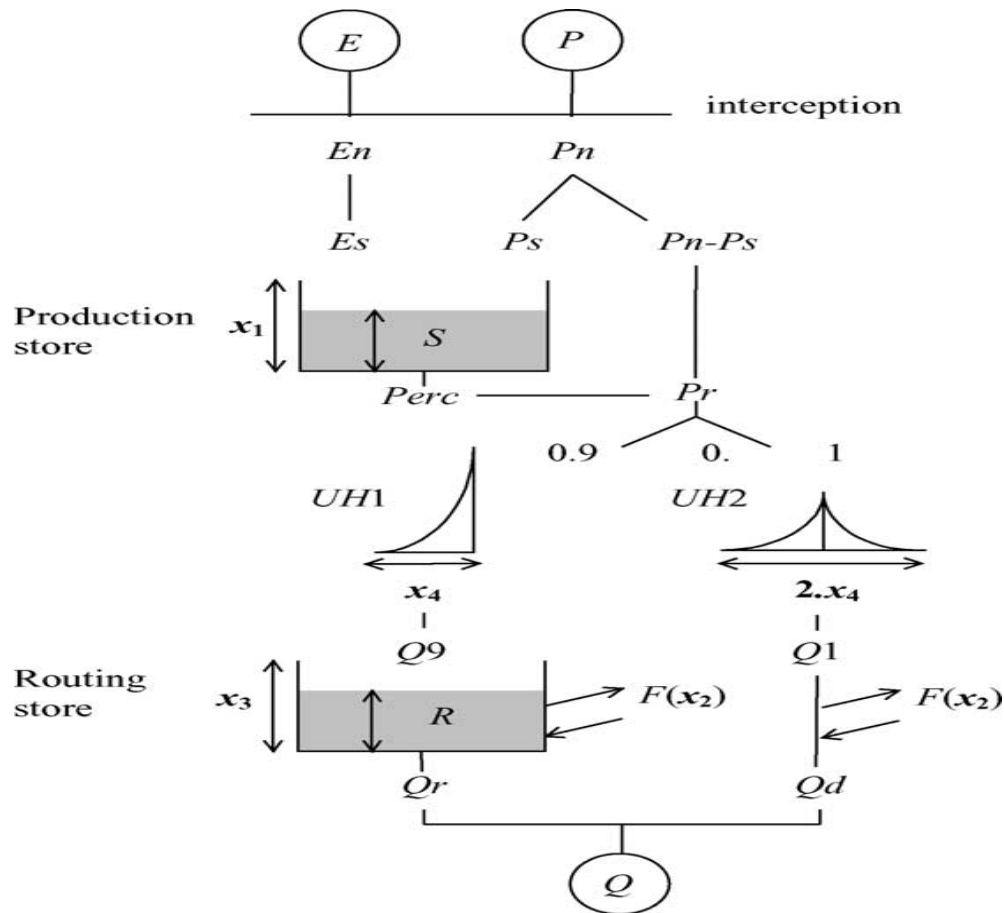 E P
interception
En Pn
Es Ps Pn-Ps
Production
store
x₁
S
Perc Pr
0.9 0. 1
UH1 UH2
x₄ 2.x₄
Q9 Q1
Routing
store
x₃
R
F(x₂) F(x₂)
Qr Qd
Q